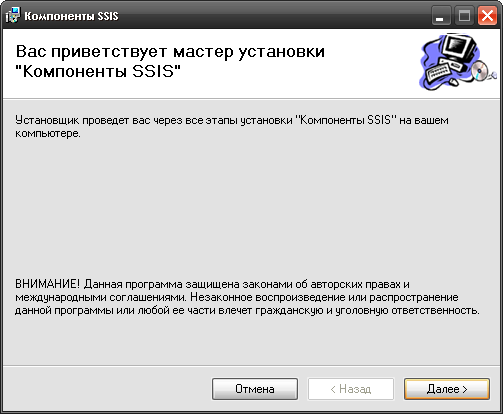 Компоненты SSIS
Вас приветствует мастер установки
"Компоненты SSIS"
Установщик проведет вас через все этапы установки "Компоненты SSIS" на вашем
компьютере.
ВНИМАНИЕ! Данная программа защищена законами об авторских правах и
международными соглашениями. Незаконное воспроизведение или распространение
данной программы или любой ее части влечет гражданскую и уголовную ответственность.
Отмена
< Назад
Далее >